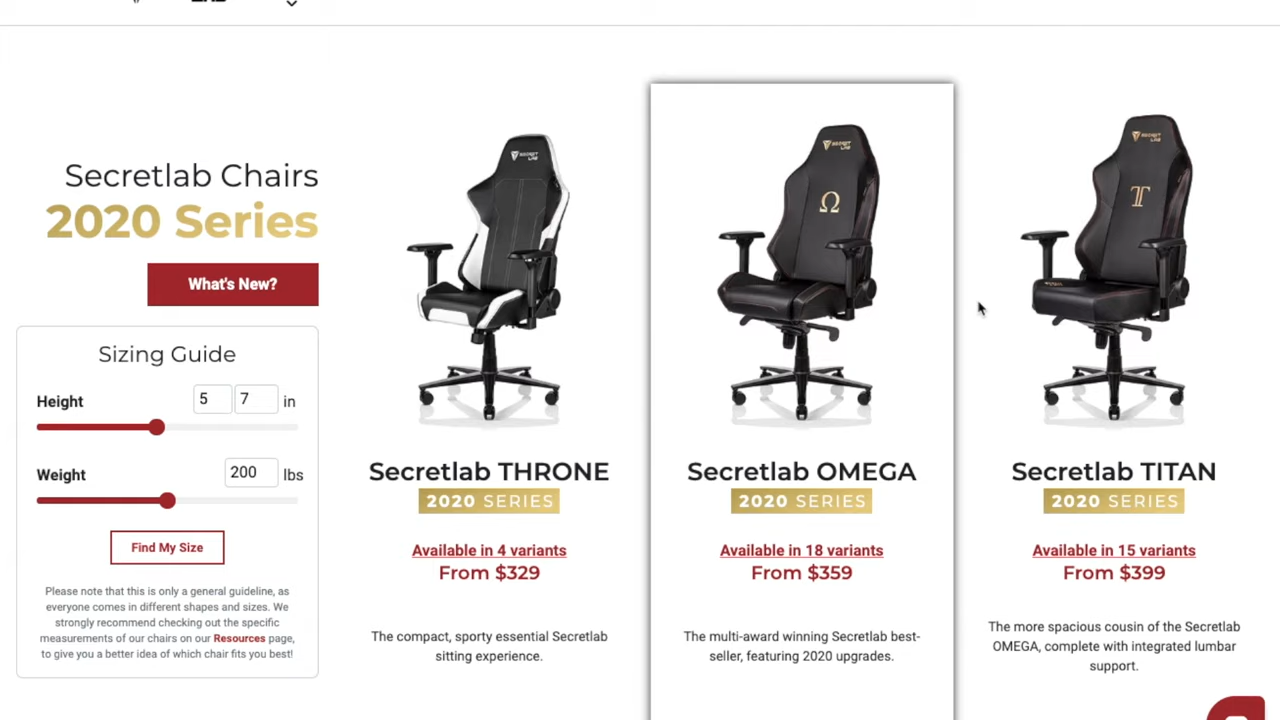 Secretlab Chairs
2020 Series
What's New?
Sizing Guide
Height 5 7 in
Weight 200 lbs
Find My Size
Please note that this is only a general guideline, as
everyone comes in different shapes and sizes. We
strongly recommend checking out the specific
measurements of our chairs on our Resources page,
to give you a better idea of which chair fits you best!
SECRET
LAB
Secretlab THRONE
2020 SERIES
Available in 4 variants
From $329
The compact, sporty essential Secretlab
sitting experience.
SECRET
LAB
Ω
Secretlab OMEGA
2020 SERIES
Available in 18 variants
From $359
The multi-award winning Secretlab best-
seller, featuring 2020 upgrades.
SECRET
LAB
T
Secretlab TITAN
2020 SERIES
Available in 15 variants
From $399
The more spacious cousin of the Secretlab
OMEGA, complete with integrated lumbar
support.